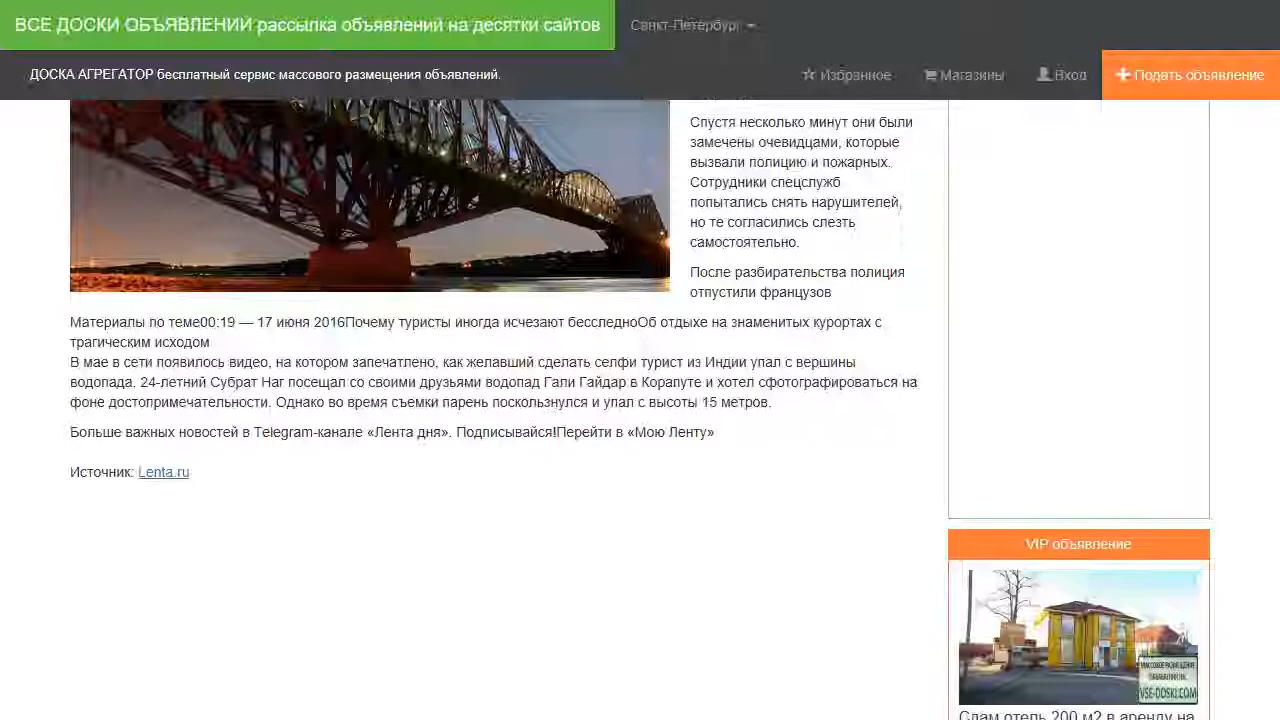 ВСЕ ДОСКИ ОБЪЯВЛЕНИЙ рассылка объявлений на десятки сайтов
Санкт-Петербург
ДОСКА АГРЕГАТОР бесплатный сервис массового размещения объявлений.
Избранное
Магазины
Вход
Подать объявление
Спустя несколько минут они были
замечены очевидцами, которые
вызвали полицию и пожарных.
Сотрудники спецслужб
попытались снять нарушителей,
но те согласились слезть
самостоятельно.
После разбирательства полиция
отпустили французов
Материалы по теме00:19 — 17 июня 2016Почему туристы иногда исчезают бесследноОб отдыхе на знаменитых курортах с
трагическим исходом
В мае в сети появилось видео, на котором запечатлено, как желавший сделать селфи турист из Индии упал с вершины
водопада. 24-летний Субрат Наг посещал со своими друзьями водопад Гали Гайдар в Корапуте и хотел сфотографироваться на
фоне достопримечательности. Однако во время съемки парень поскользнулся и упал с высоты 15 метров.
Больше важных новостей в Telegram-канале «Лента дня». Подписывайся!Перейти в «Мою Ленту»
Источник: Lenta.ru
VIP объявление
МАССОВОЕ РАЗМЕЩЕНИЕ
ОБЪЯВЛЕНИЙ НА
VSE-DOSKI.COM
Сдам отель 200 м2 в аренду на